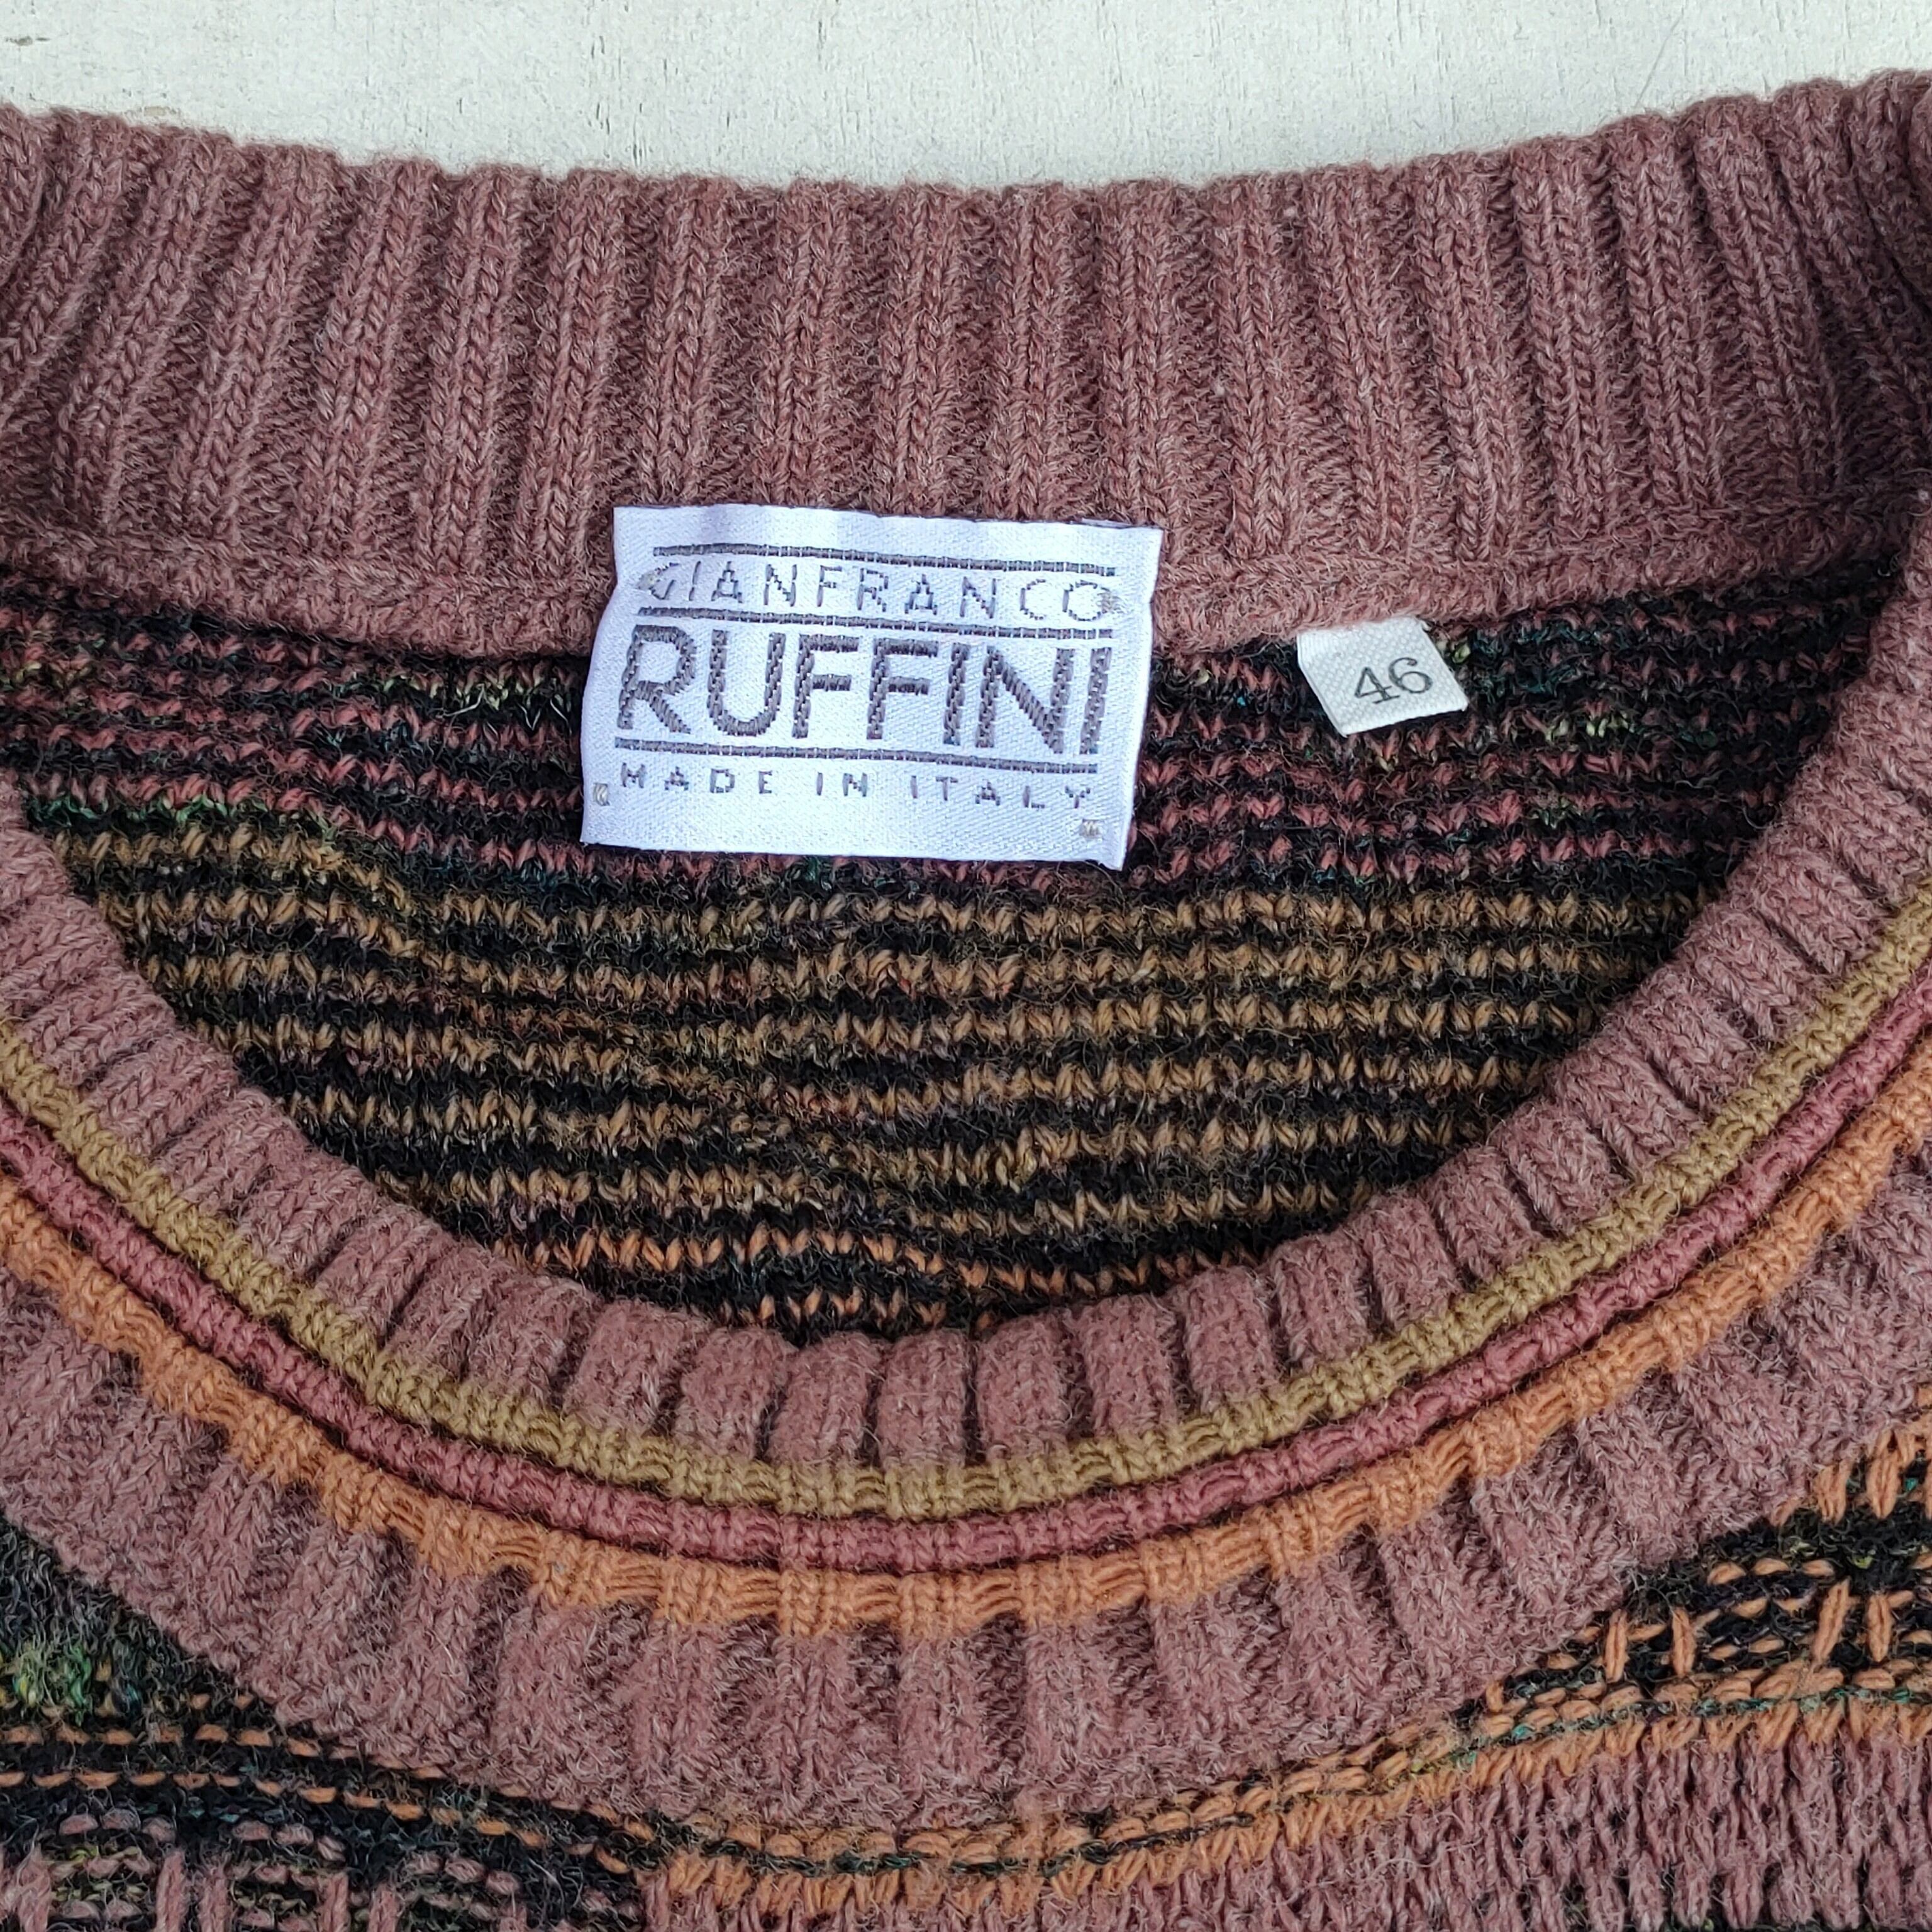 GIANFRANCO
RUFFINI
MADE IN ITALY
46